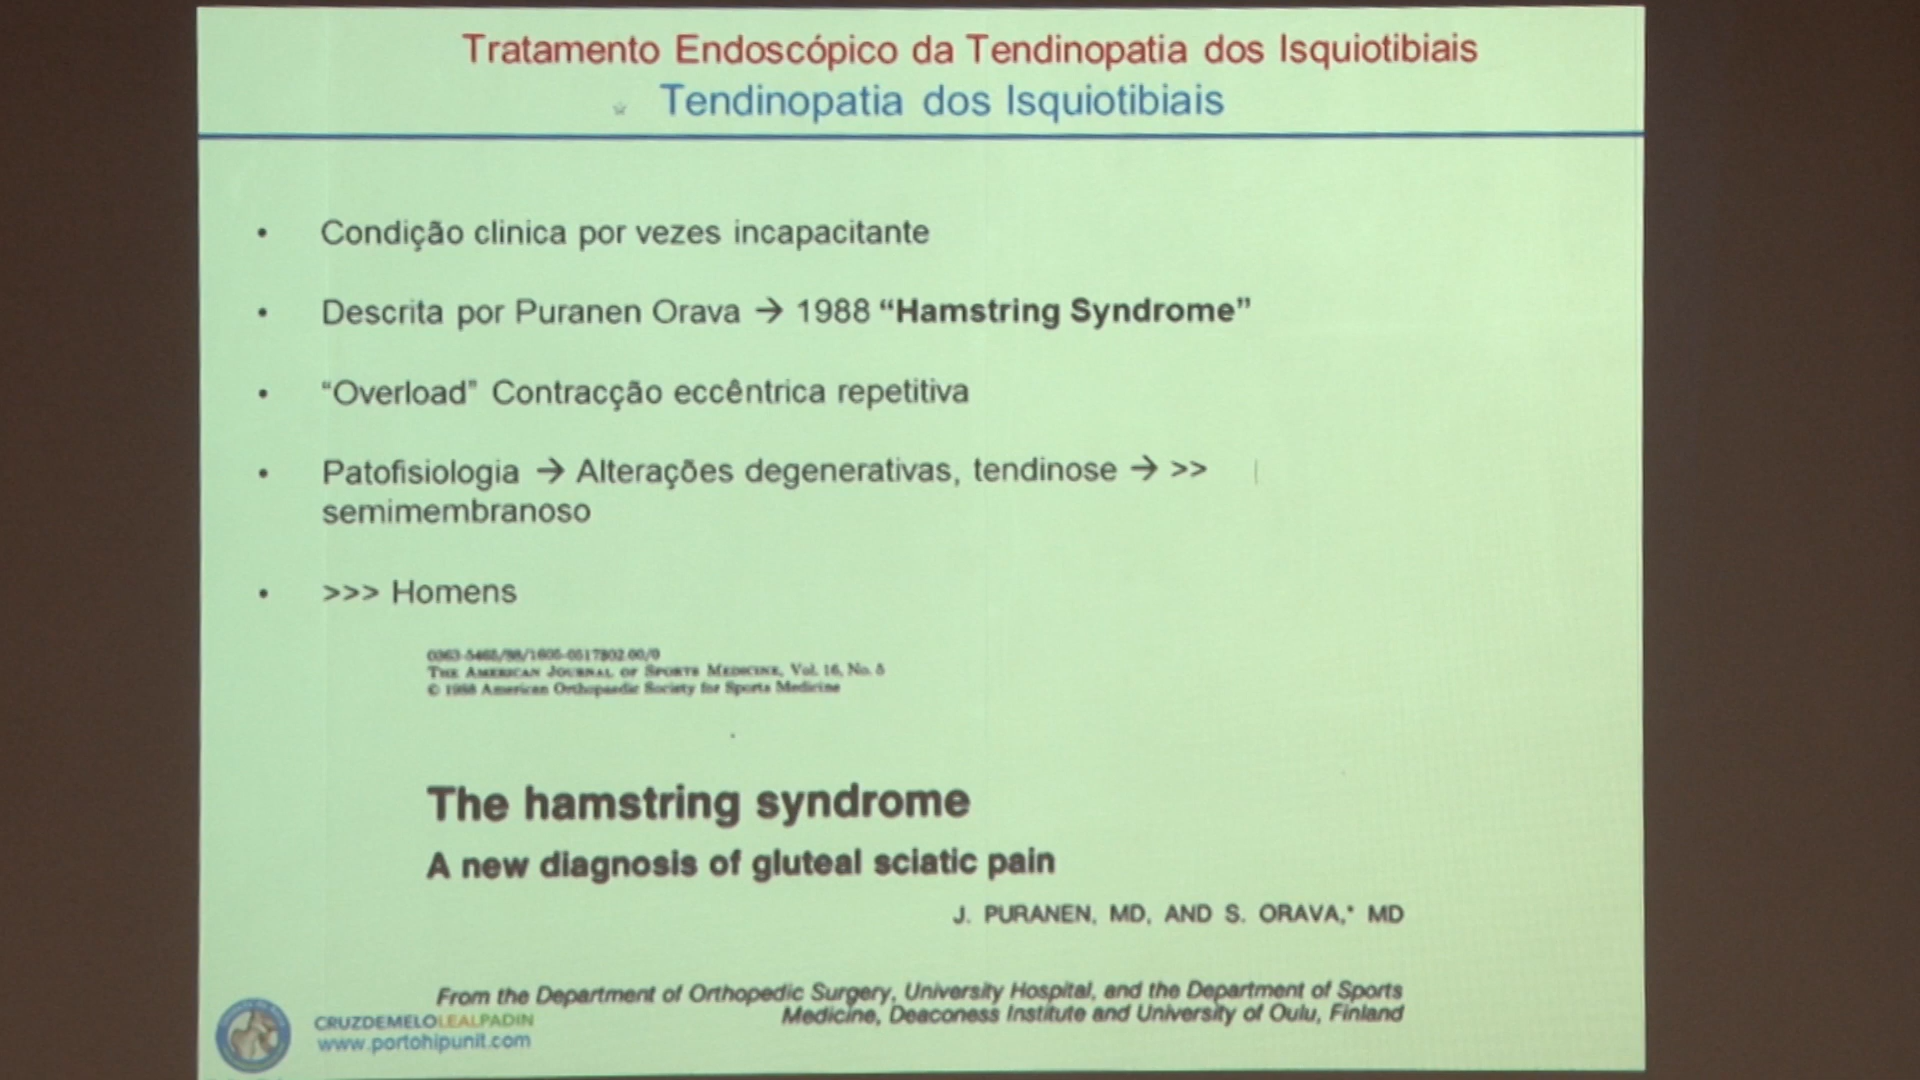 Tratamento Endoscópico da Tendinopatia dos Isquiotibiais
Tendinopatia dos Isquiotibiais
• Condição clinica por vezes incapacitante
• Descrita por Puranen Orava → 1988 “Hamstring Syndrome”
• “Overload” Contracção eccêntrica repetitiva
• Patofisiologia → Alterações degenerativas, tendinose → >>
semimembranoso
• >>> Homens
THE AMERICAN JOURNAL OF SPORTS MEDICINE, Vol. 16, No. 5
© 1988 American Orthopaedic Society for Sports Medicine
The hamstring syndrome
A new diagnosis of gluteal sciatic pain
J. PURANEN, MD, AND S. ORAVA,* MD
From the Department of Orthopedic Surgery, University Hospital, and the Department of Sports
Medicine, Deaconess Institute and University of Oulu, Finland
CRUZDEMELOLEALPADIN
www.portohipunit.com